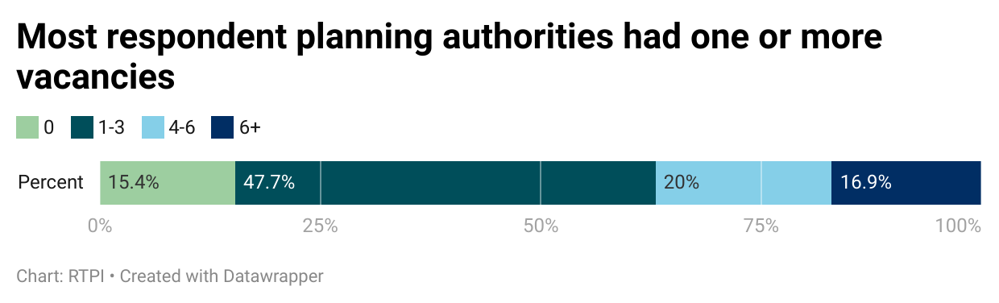 Most respondent planning authorities had one or more
vacancies
0 1-3 4-6 6+
Percent 15.4% 47.7% 20% 16.9%
0% 25% 50% 75% 100%
Chart: RTPI • Created with Datawrapper